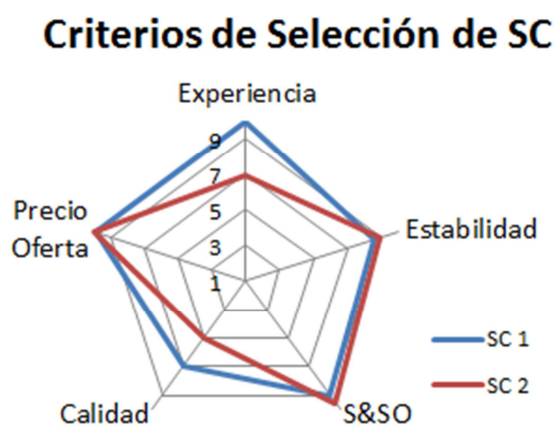 Criterios de Selección de SC
Experiencia
9
7
5
3
1
Precio
Oferta
Estabilidad
Calidad
S&SO
SC 1
SC 2